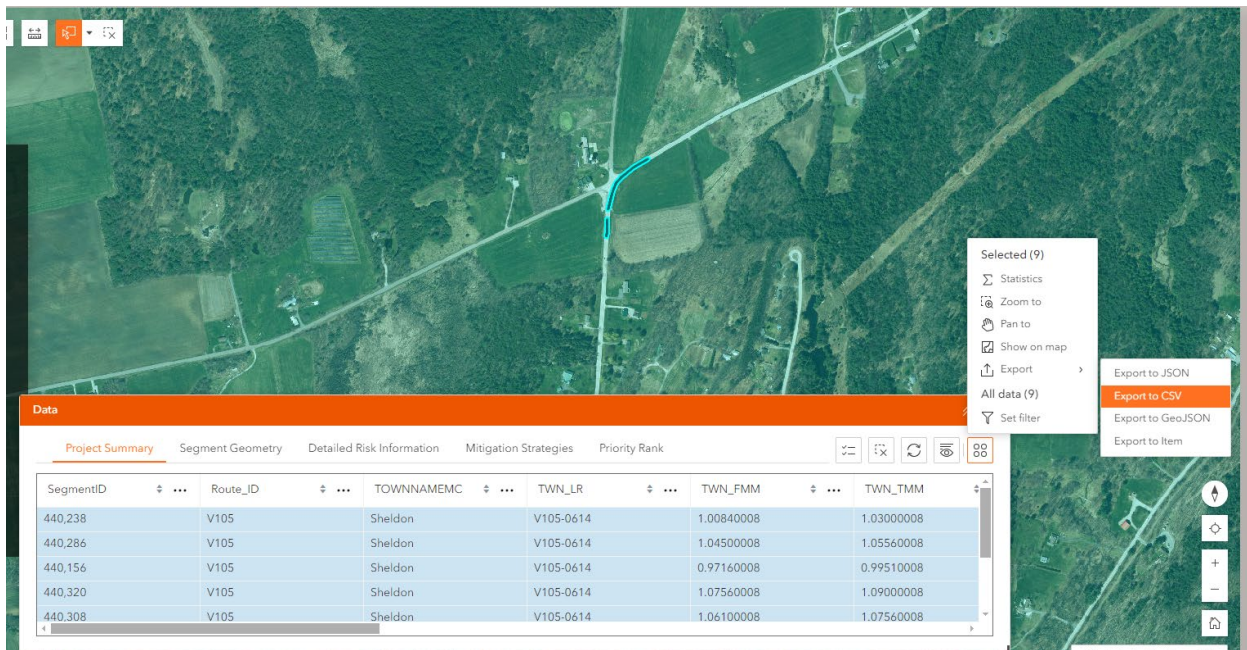 Selected (9)
Statistics
Zoom to
Pan to
Show on map
Export
All data (9)
Set filter
Export to JSON
Export to CSV
Export to GeoJSON
Export to Item
Data
Project Summary Segment Geometry Detailed Risk Information Mitigation Strategies Priority Rank
SegmentID Route_ID TOWNNAMEMC TWN_LR TWN_FMM TWN_TMM
440,238 V105 Sheldon V105-0614 1.00840008 1.03000008
440,286 V105 Sheldon V105-0614 1.04500008 1.05560008
440,156 V105 Sheldon V105-0614 0.97160008 0.99510008
440,320 V105 Sheldon V105-0614 1.07560008 1.09000008
440,308 V105 Sheldon V105-0614 1.06100008 1.07560008